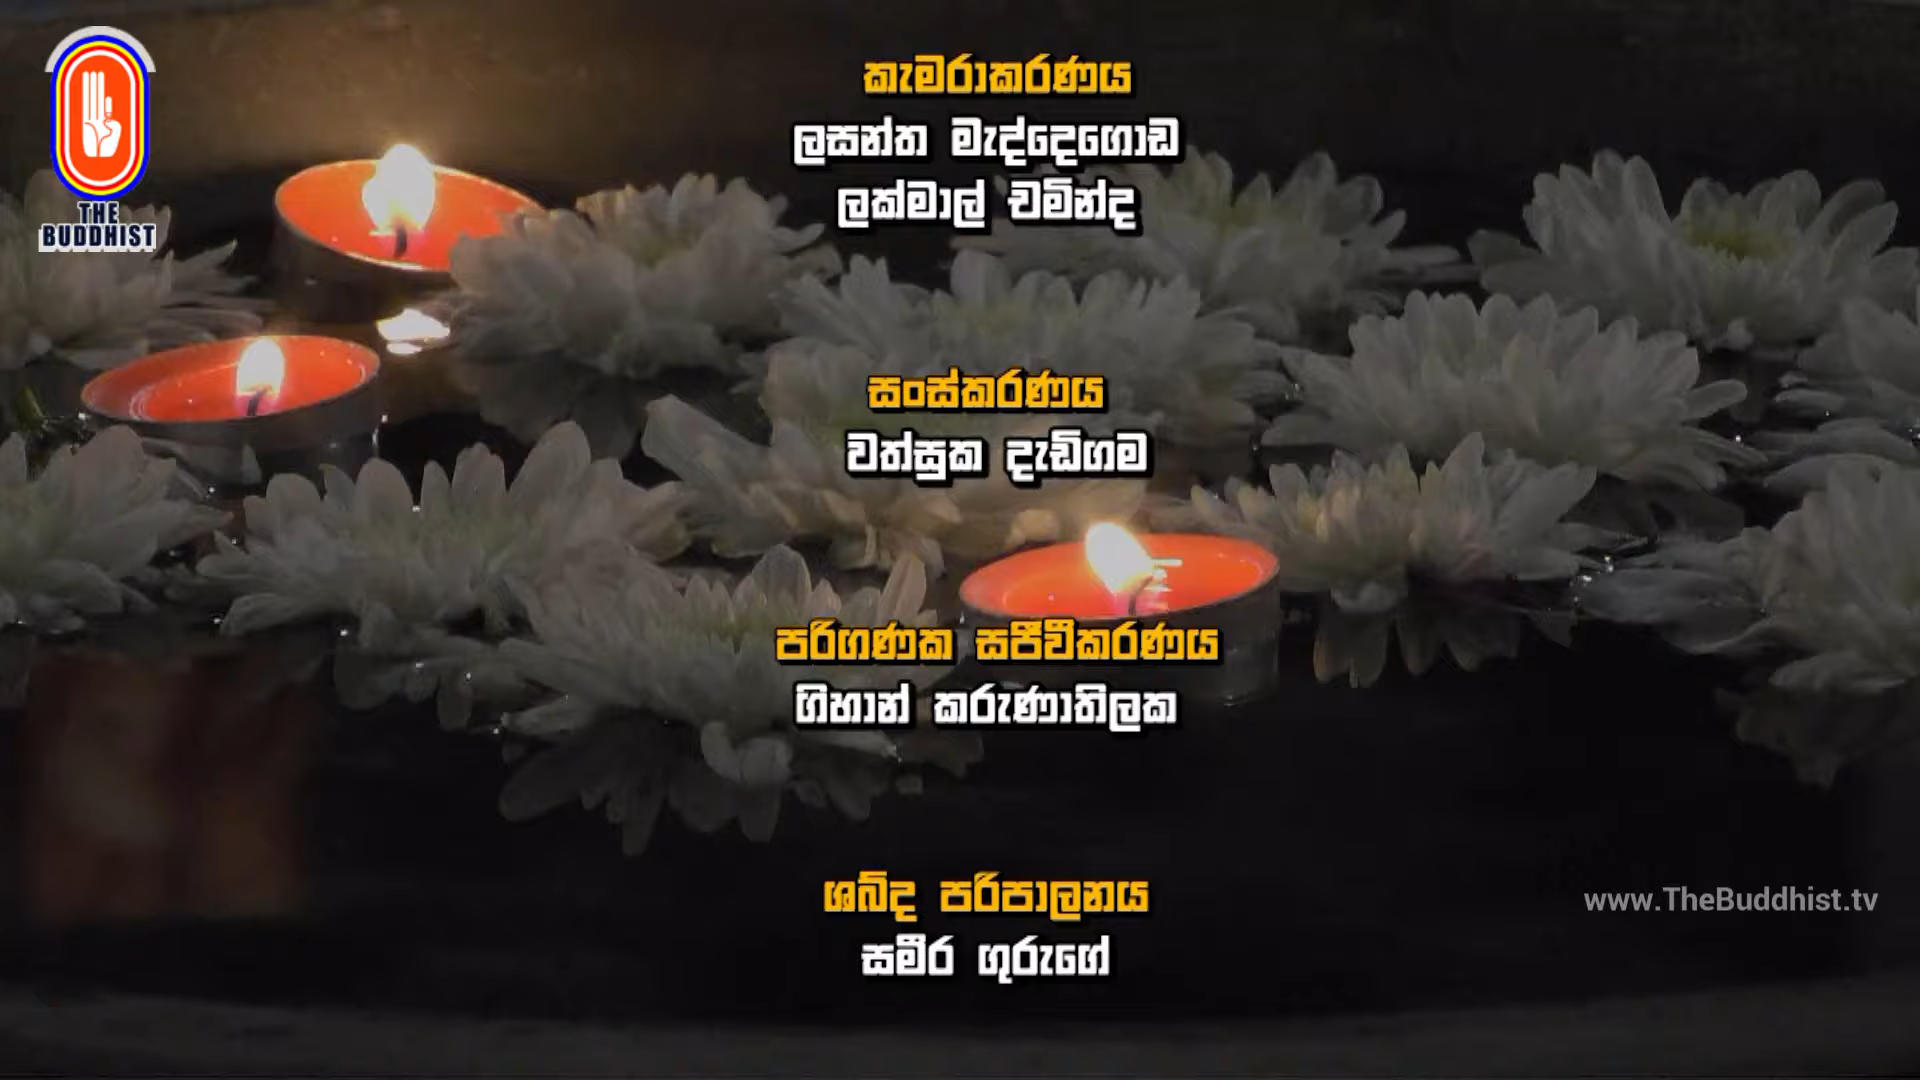 THE
BUDDHIST
කැමරාකරණය
ලසන්ත මැද්දෙගොඩ
ලක්මාල් චමින්ද
සංස්කරණය
වත්සුක දැඩිගම
පරිගණක සජීවීකරණය
ගිහාන් කරුණාතිලක
ශබ්ද පරිපාලනය
සමීර ගුරුගේ
www.TheBuddhist.tv